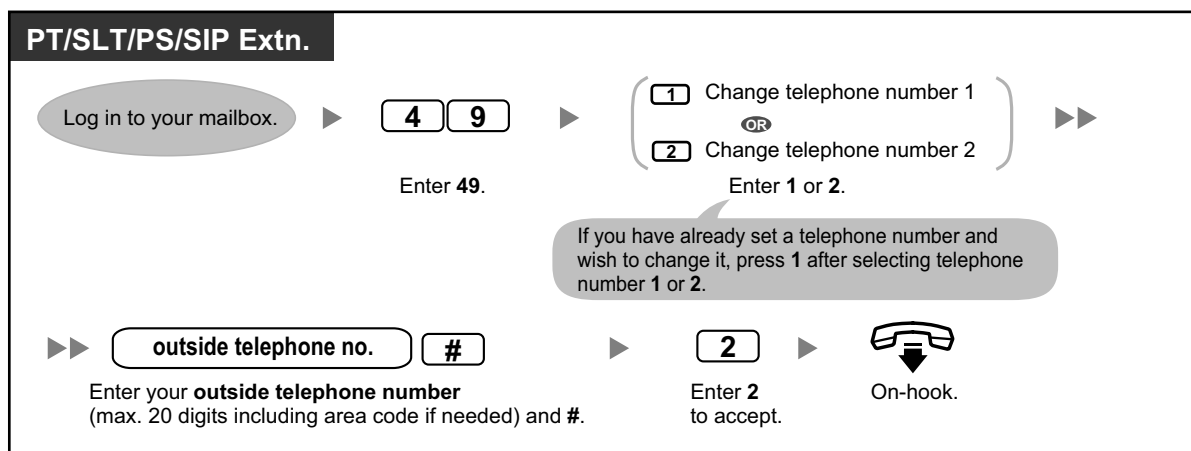 PT/SLT/PS/SIP Extn.
Log in to your mailbox.
4 9
Enter 49.
1 Change telephone number 1
OR
2 Change telephone number 2
Enter 1 or 2.
If you have already set a telephone number and
wish to change it, press 1 after selecting telephone
number 1 or 2.
outside telephone no. #
Enter your outside telephone number
(max. 20 digits including area code if needed) and #.
2
Enter 2
to accept.
On-hook.